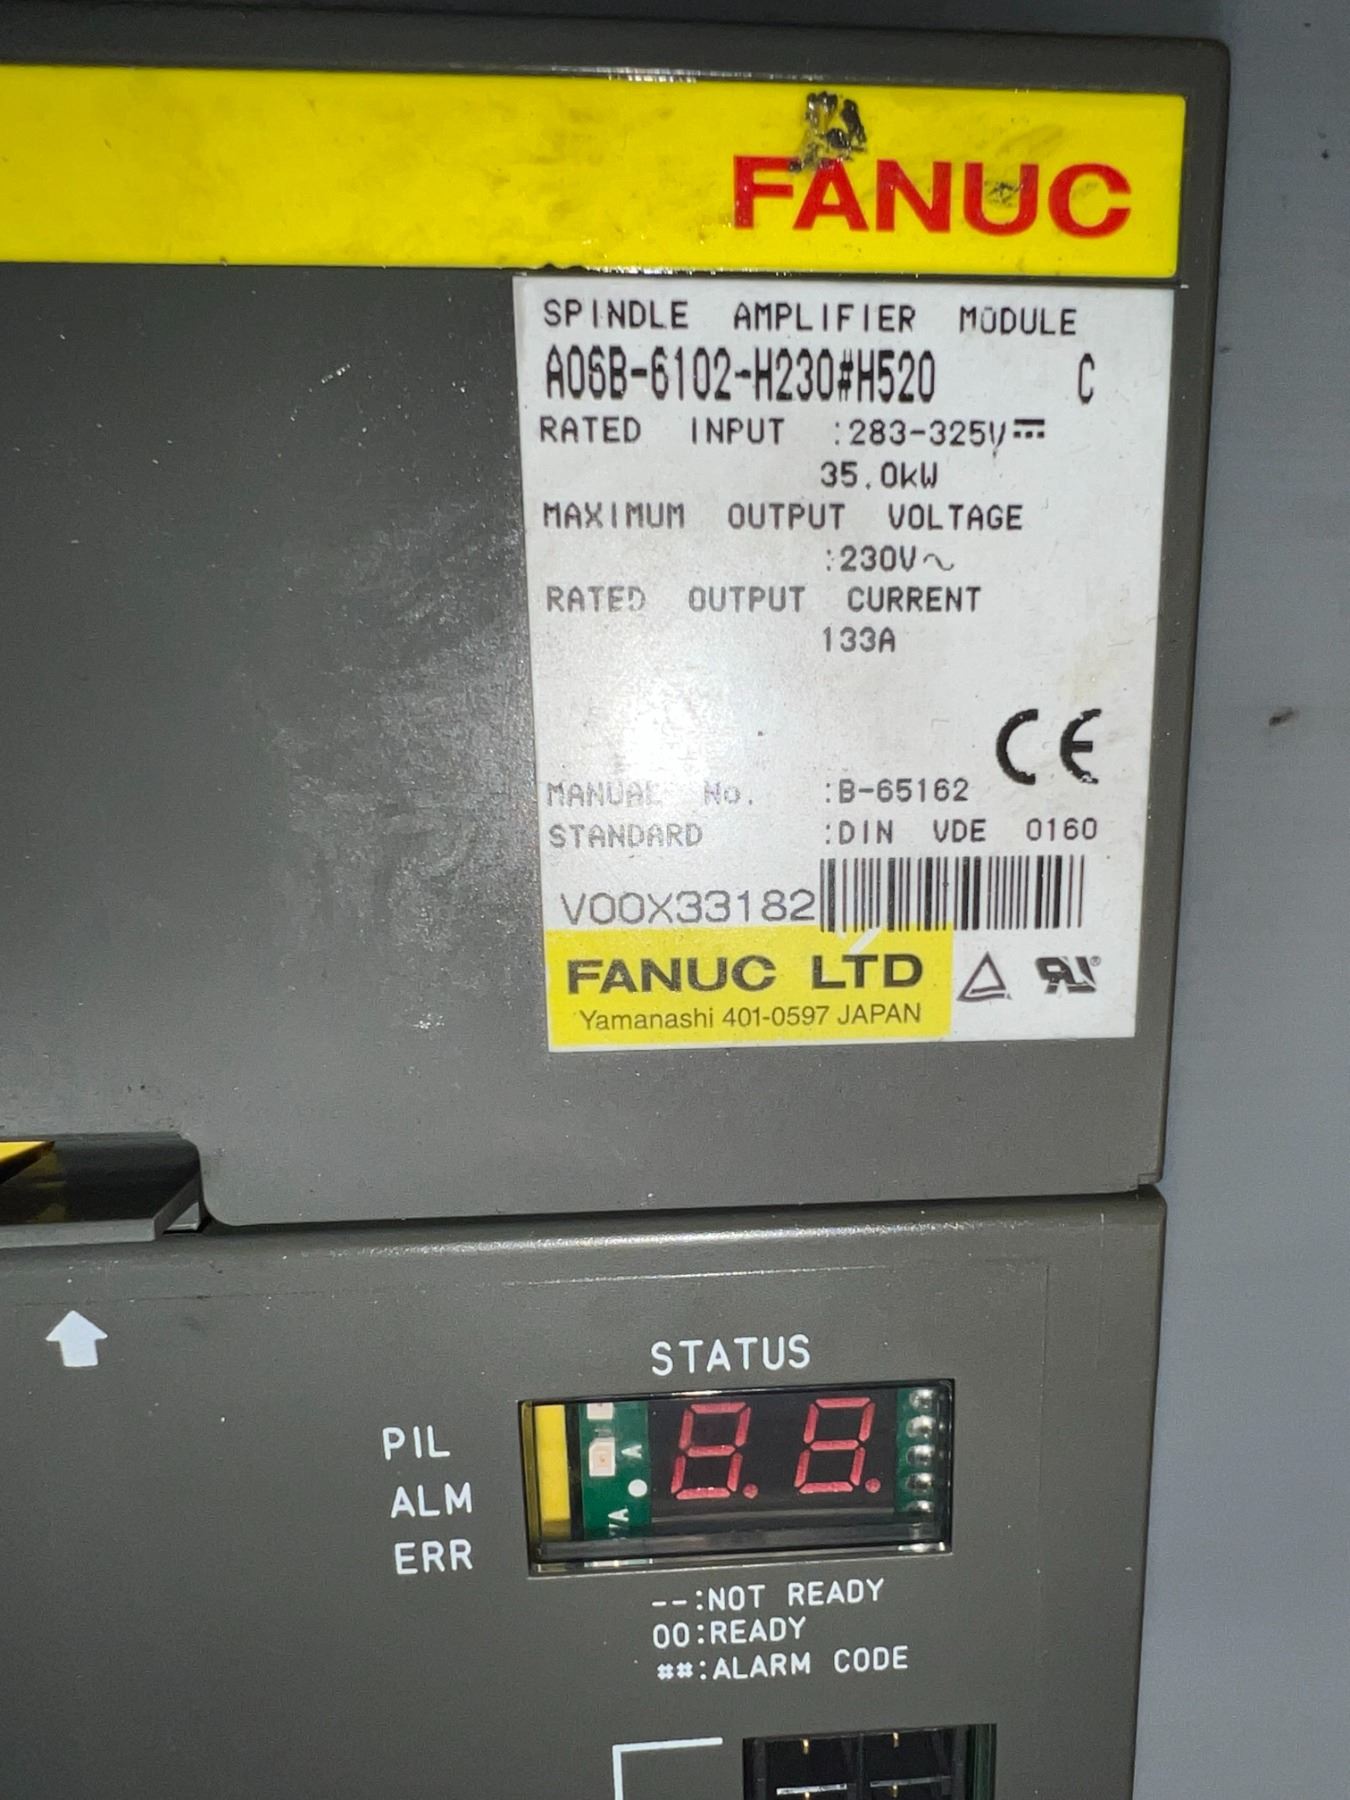 FANUC
SPINDLE AMPLIFIER MODULE
A06B-6102-H230#H520 C
RATED INPUT :283-325V⎓
35.0kW
MAXIMUM OUTPUT VOLTAGE
:230V~
RATED OUTPUT CURRENT
133A
CE
MANUAL No. :B-65162
STANDARD :DIN VDE 0160
V00X33182
FANUC LTD
Yamanashi 401-0597 JAPAN
STATUS
PIL
ALM
ERR
A
8.8.
--:NOT READY
00:READY
##:ALARM CODE